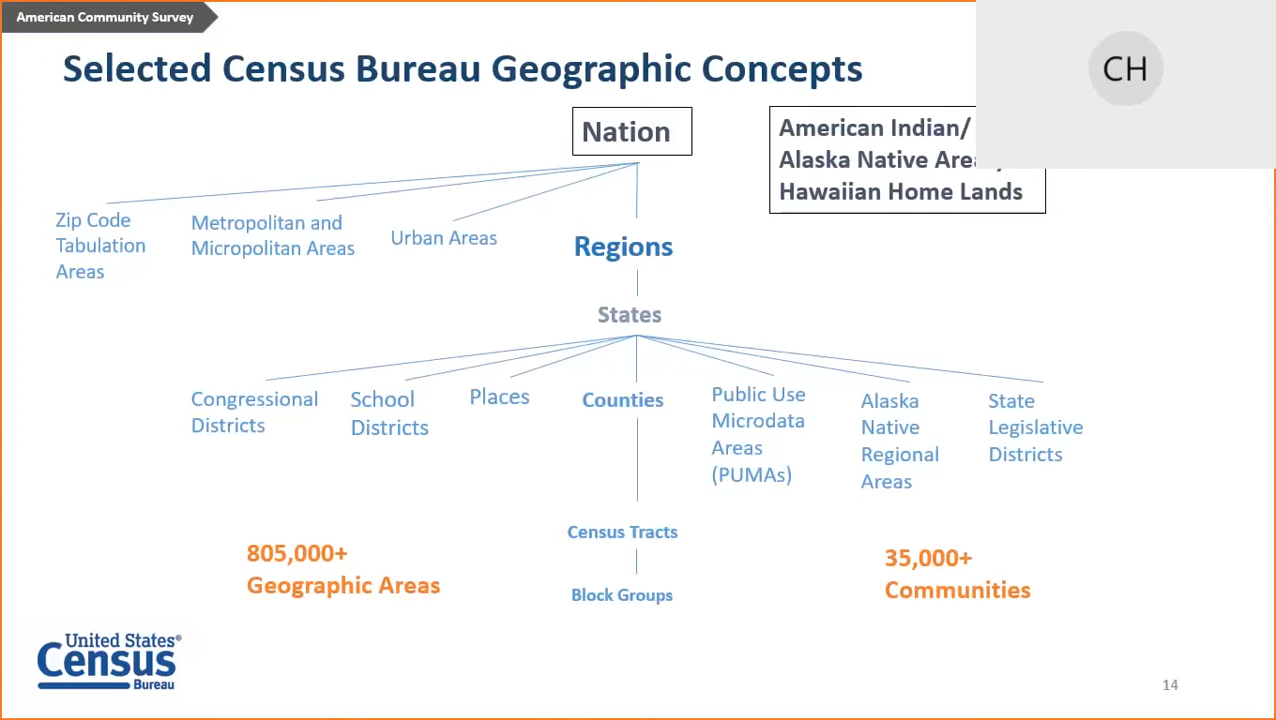 American Community Survey
Selected Census Bureau Geographic Concepts
CH
Nation
American Indian/
Alaska Native
Hawaiian Home Lands
Zip Code
Tabulation
Areas
Metropolitan and
Micropolitan Areas
Urban Areas
Regions
States
Congressional
Districts
School
Districts
Places
Counties
Public Use
Microdata
Areas
(PUMAs)
Alaska
Native
Regional
Areas
State
Legislative
Districts
Census Tracts
Block Groups
805,000+
Geographic Areas
35,000+
Communities
United States®
Census
Bureau
14